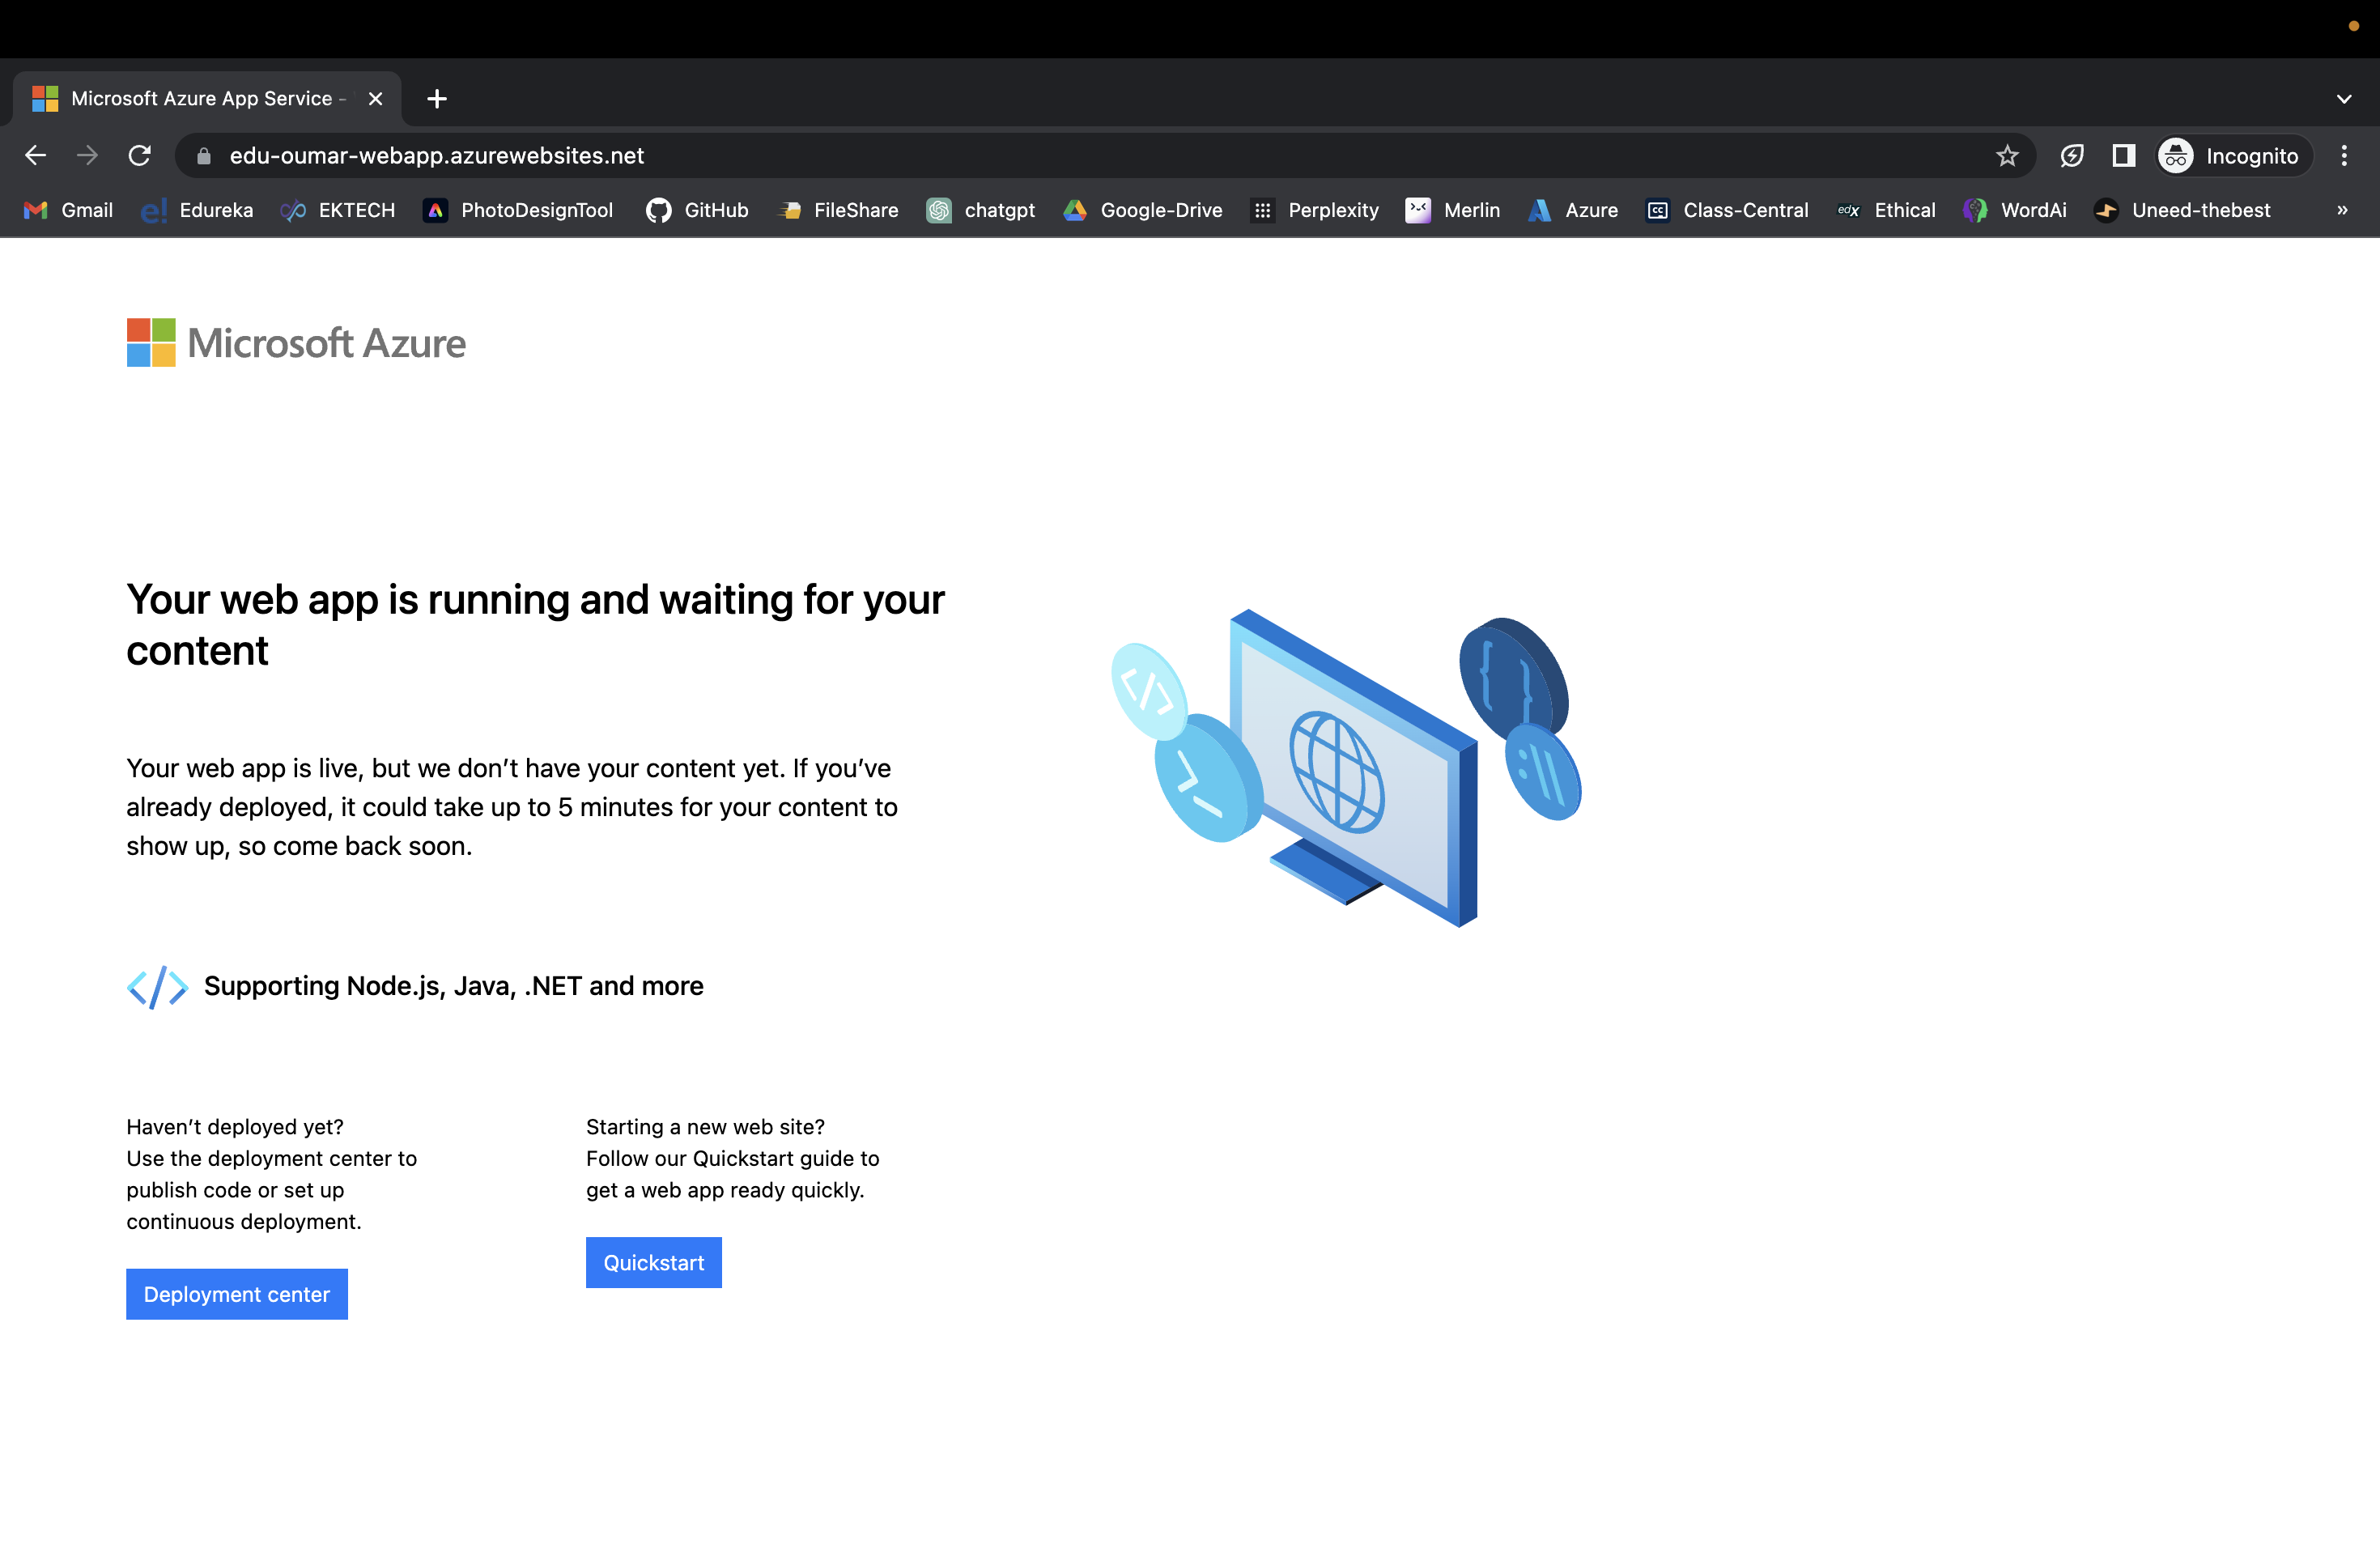 Microsoft Azure App Service -
edu-oumar-webapp.azurewebsites.net
Incognito
Gmail
Edureka
EKTECH
PhotoDesignTool
GitHub
FileShare
chatgpt
Google-Drive
Perplexity
Merlin
Azure
Class-Central
edX Ethical
WordAi
Uneed-thebest
»
Microsoft Azure
Your web app is running and waiting for your
content
Your web app is live, but we don’t have your content yet. If you’ve
already deployed, it could take up to 5 minutes for your content to
show up, so come back soon.
</> Supporting Node.js, Java, .NET and more
Haven’t deployed yet?
Use the deployment center to
publish code or set up
continuous deployment.
Deployment center
Starting a new web site?
Follow our Quickstart guide to
get a web app ready quickly.
Quickstart